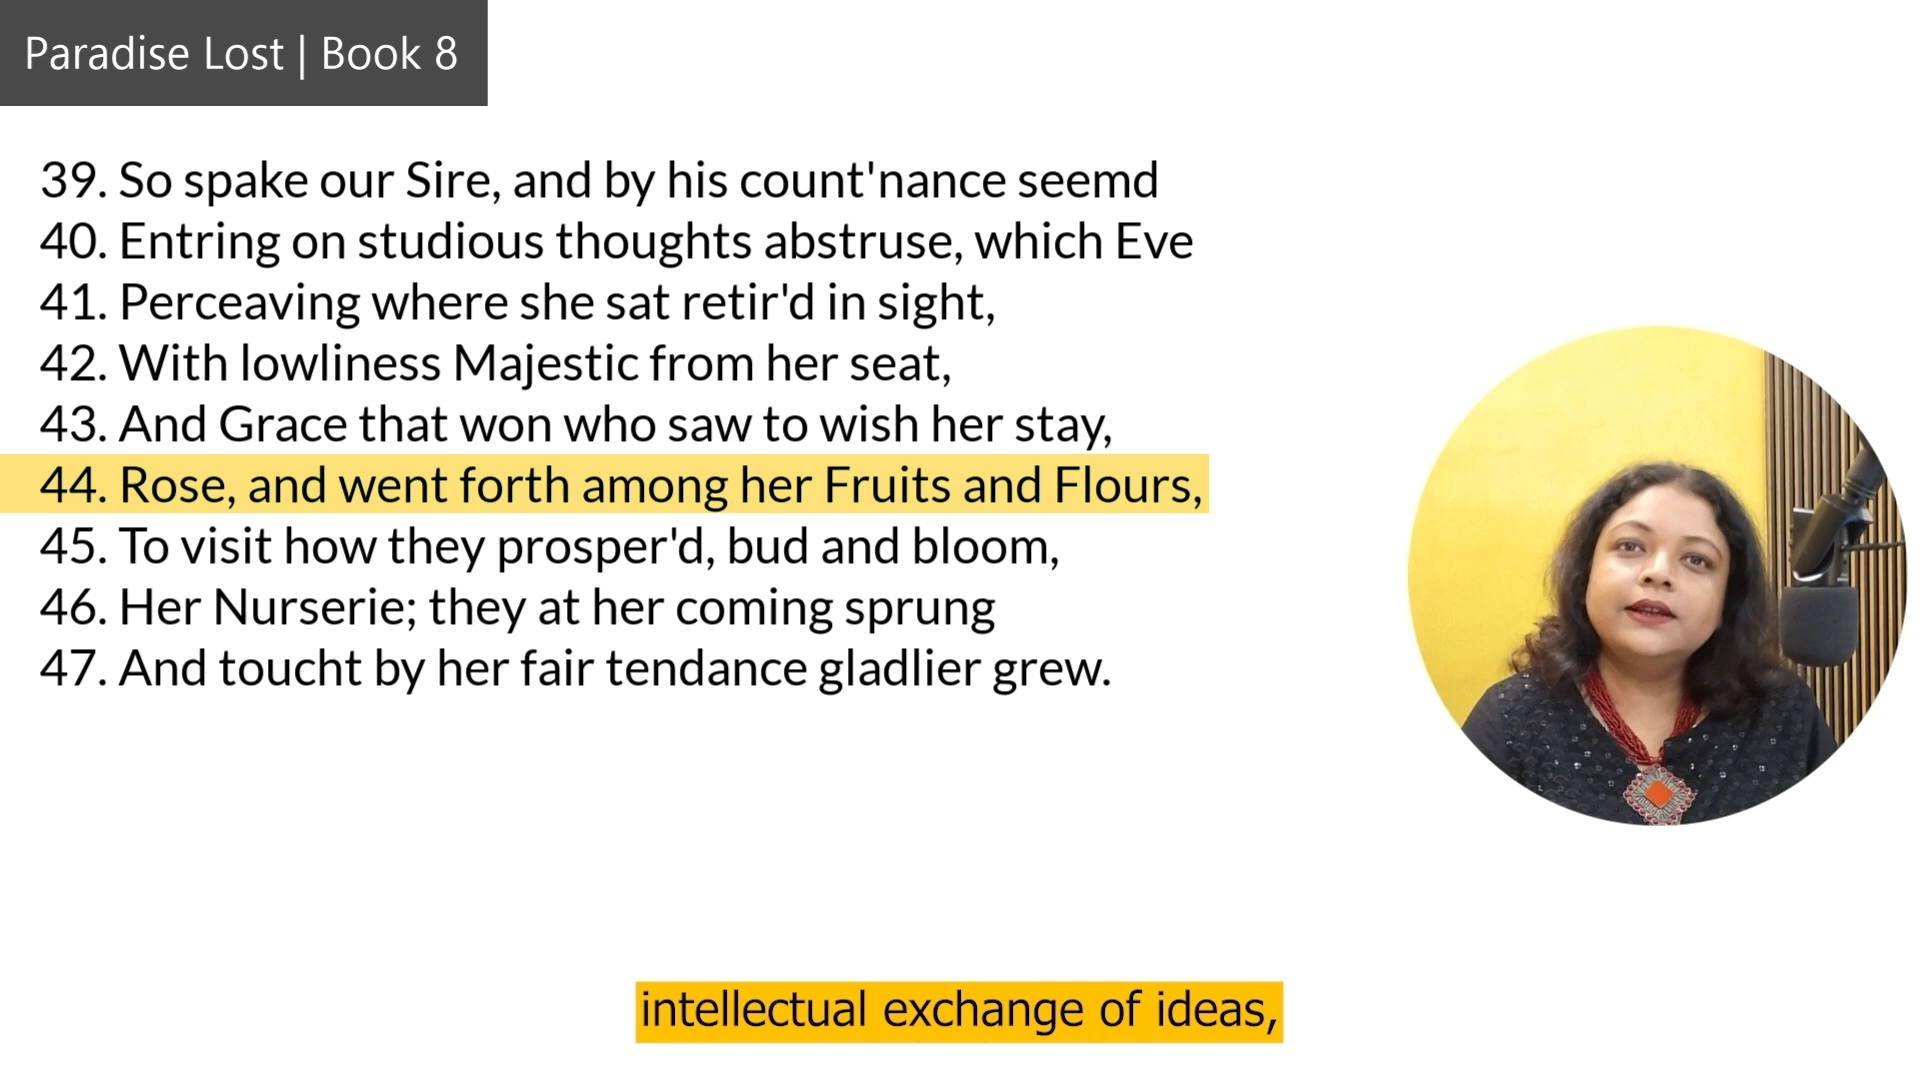 Paradise Lost | Book 8
39. So spake our Sire, and by his count'nance seemd
40. Entring on studious thoughts abstruse, which Eve
41. Perceaving where she sat retir'd in sight,
42. With lowliness Majestic from her seat,
43. And Grace that won who saw to wish her stay,
44. Rose, and went forth among her Fruits and Flours,
45. To visit how they prosper'd, bud and bloom,
46. Her Nurserie; they at her coming sprung
47. And toucht by her fair tendance gladlier grew.
intellectual exchange of ideas,